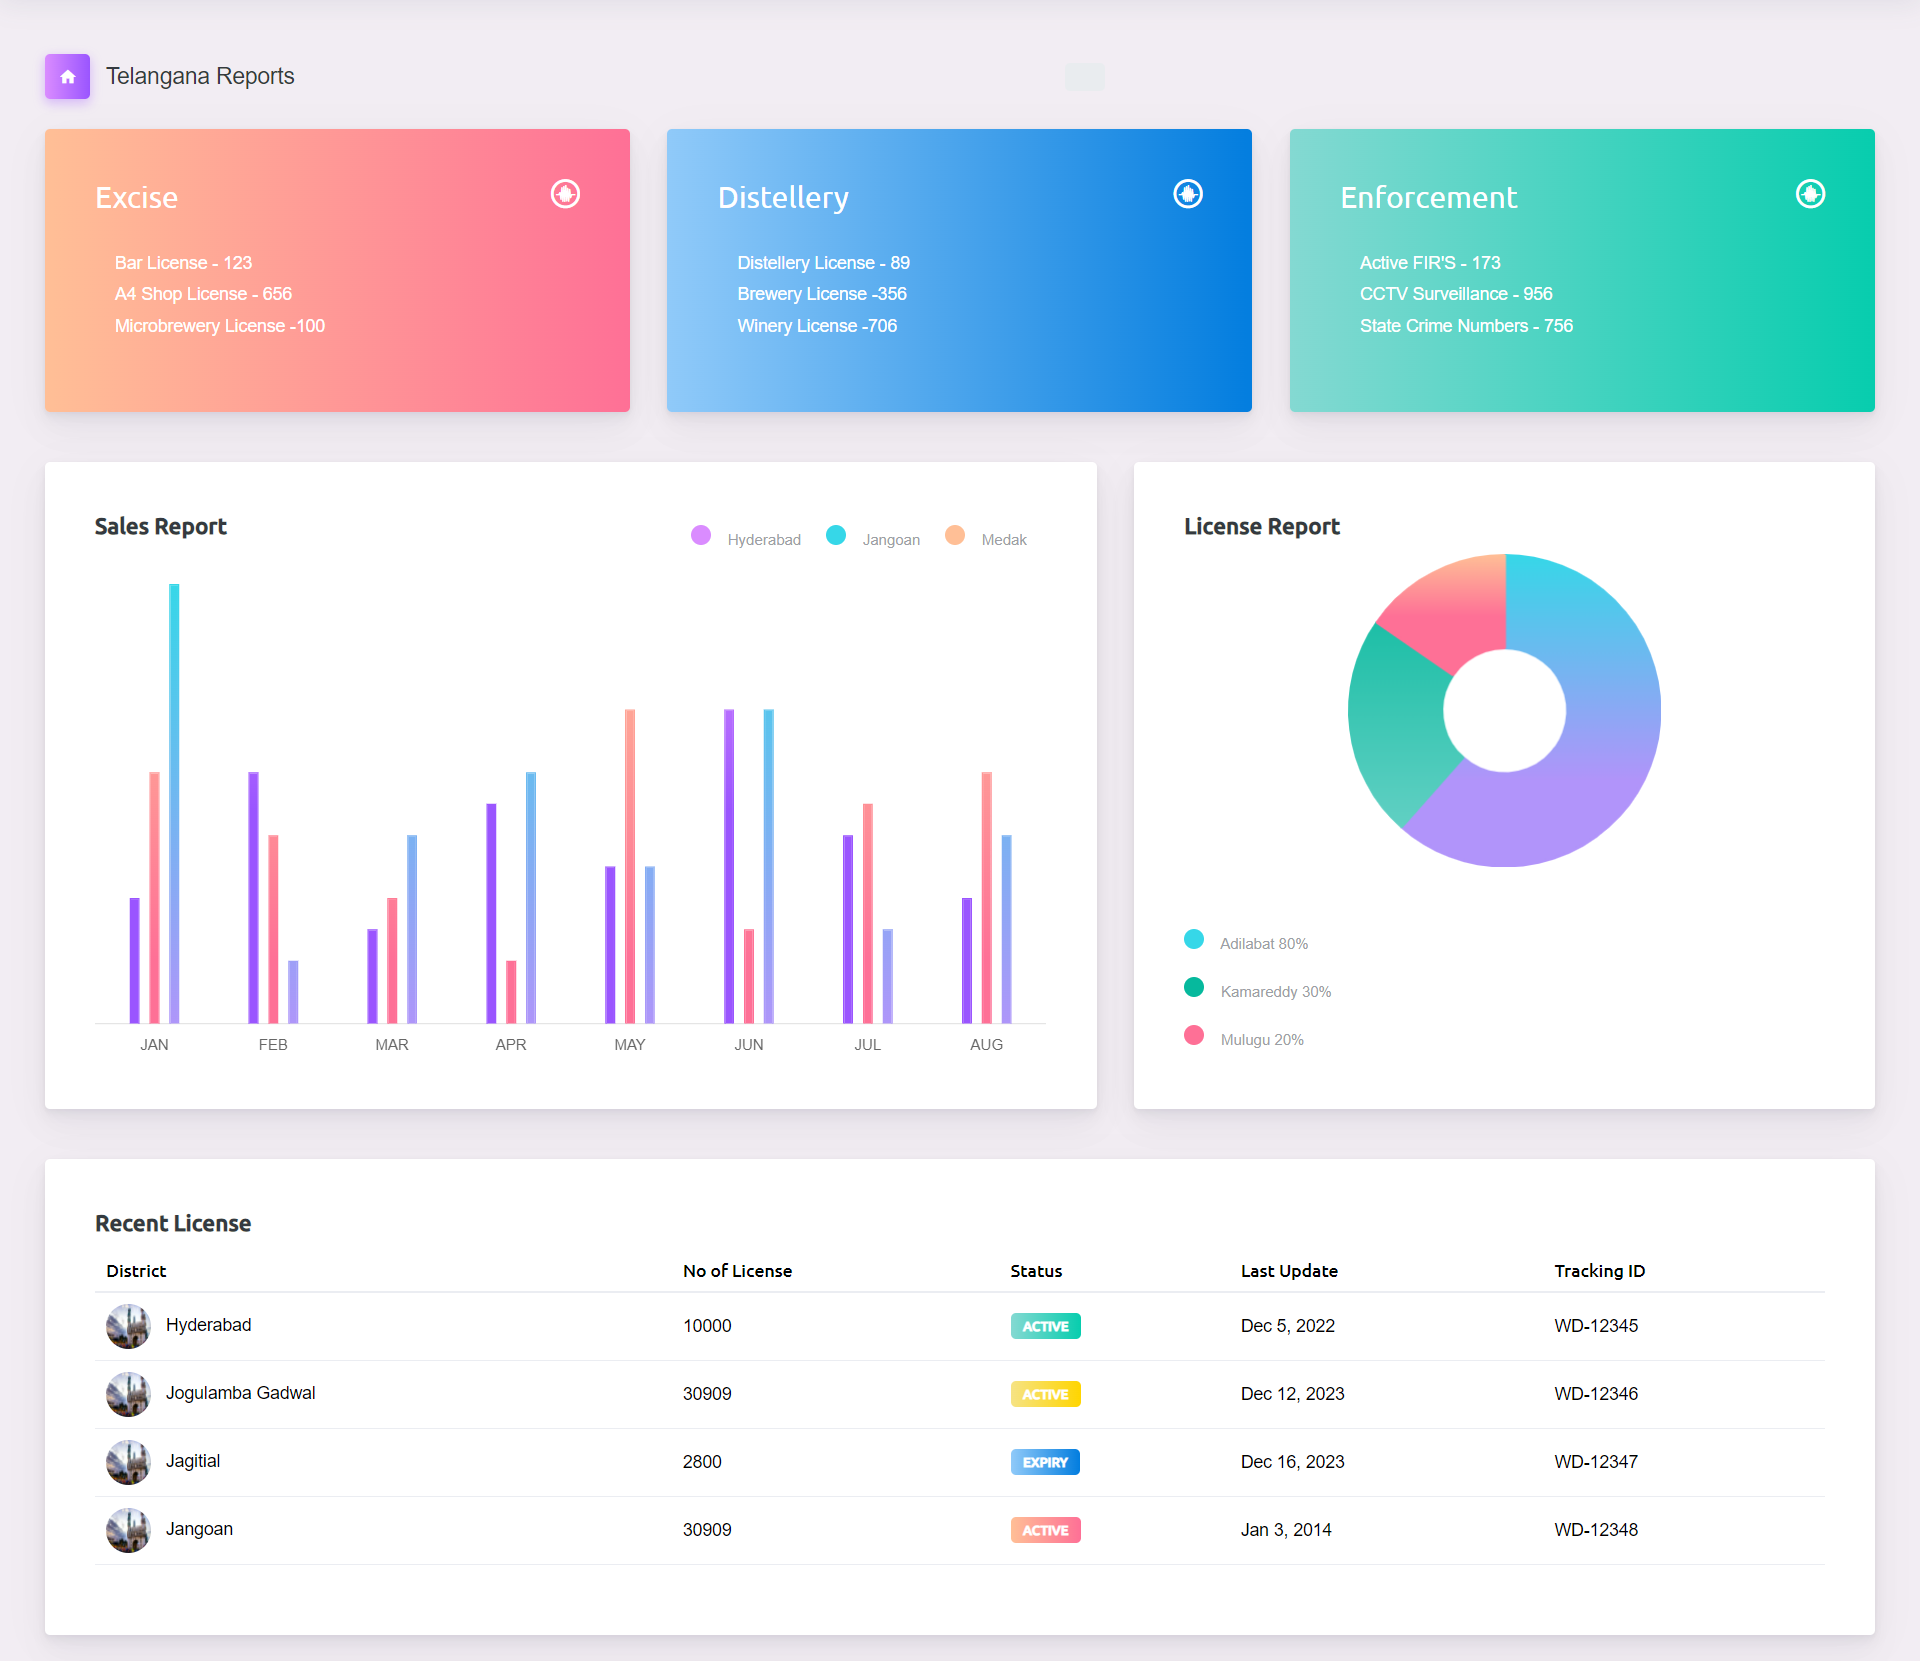 Telangana Reports
Excise
Bar License - 123
A4 Shop License - 656
Microbrewery License -100
Distellery
Distellery License - 89
Brewery License -356
Winery License -706
Enforcement
Active FIR'S - 173
CCTV Surveillance - 956
State Crime Numbers - 756
Sales Report
Hyderabad Jangoan Medak
JAN FEB MAR APR MAY JUN JUL AUG
License Report
Adilabat 80%
Kamareddy 30%
Mulugu 20%
Recent License
District No of License Status Last Update Tracking ID
Hyderabad 10000 ACTIVE Dec 5, 2022 WD-12345
Jogulamba Gadwal 30909 ACTIVE Dec 12, 2023 WD-12346
Jagitial 2800 EXPIRY Dec 16, 2023 WD-12347
Jangoan 30909 ACTIVE Jan 3, 2014 WD-12348